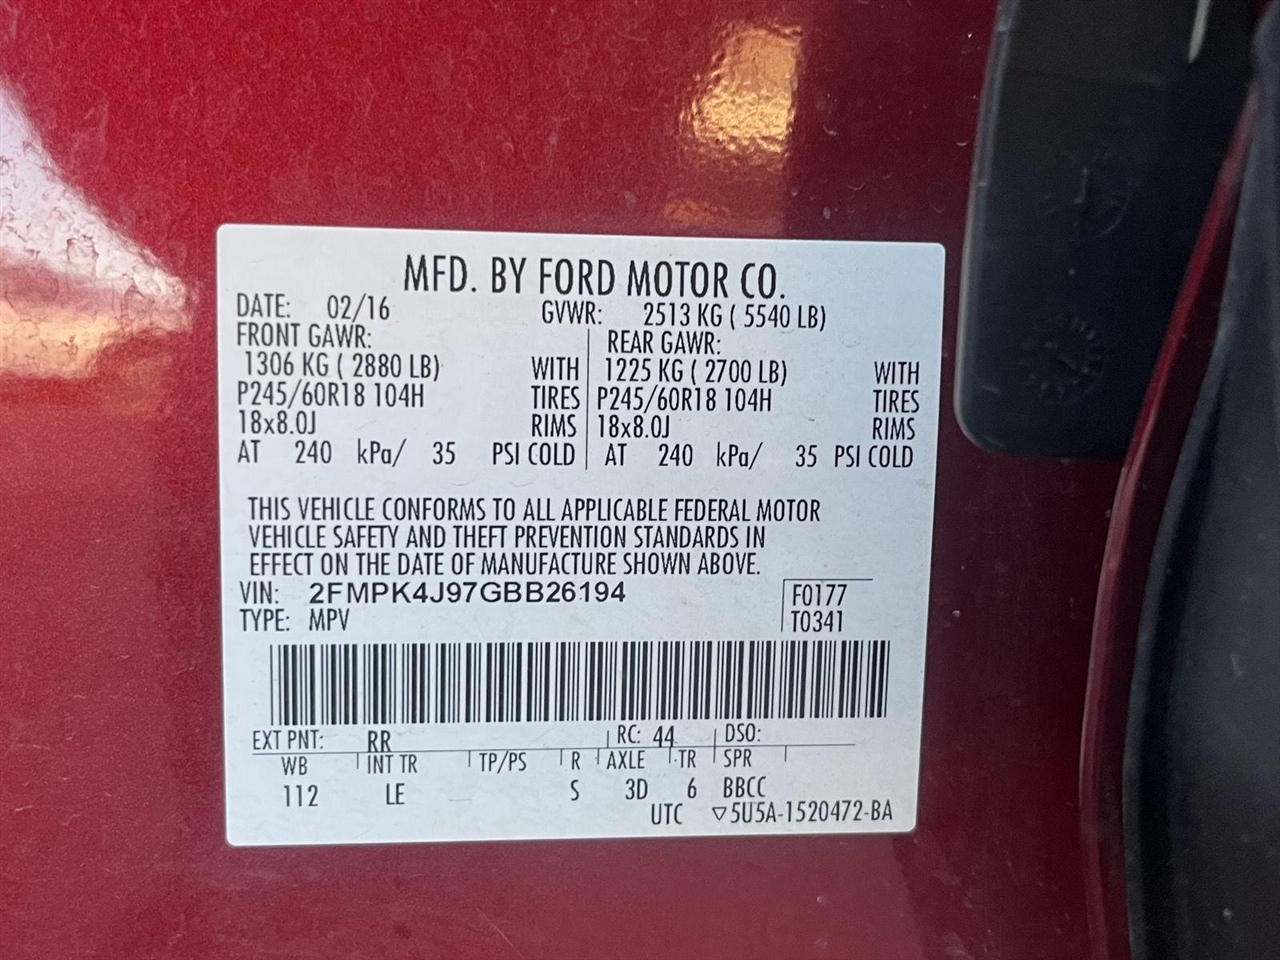 MFD. BY FORD MOTOR CO.
DATE: 02/16 GVWR: 2513 KG ( 5540 LB)
FRONT GAWR: REAR GAWR:
1306 KG ( 2880 LB) WITH 1225 KG ( 2700 LB) WITH
P245/60R18 104H TIRES P245/60R18 104H TIRES
18x8.0J RIMS 18x8.0J RIMS
AT 240 kPa/ 35 PSI COLD AT 240 kPa/ 35 PSI COLD
THIS VEHICLE CONFORMS TO ALL APPLICABLE FEDERAL MOTOR
VEHICLE SAFETY AND THEFT PREVENTION STANDARDS IN
EFFECT ON THE DATE OF MANUFACTURE SHOWN ABOVE.
VIN: 2FMPK4J97GBB26194 F0177
TYPE: MPV T0341
EXT PNT: RR RC: 44 DSO:
WB INT TR TP/PS R AXLE TR SPR
112 LE S 3D 6 BBCC
UTC ▽5U5A-1520472-BA